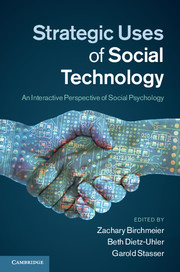 Strategic Uses
of Social
Technology
An Interactive Perspective of Social Psychology
EDITED BY
Zachary Birchmeier
Beth Dietz-Uhler
Garold Stasser
CAMBRIDGE